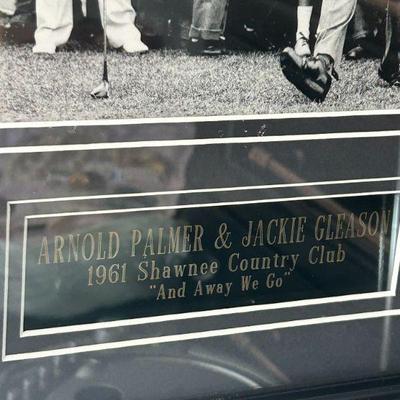 ARNOLD PALMER & JACKIE GLEASON
1961 Shawnee Country Club
"And Away We Go"